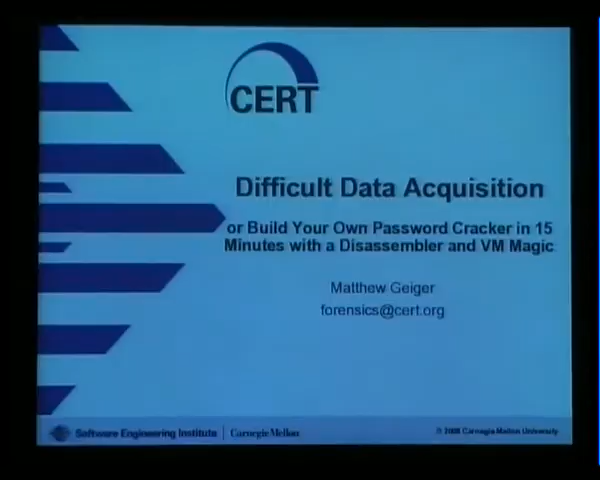 CERT
Difficult Data Acquisition
or Build Your Own Password Cracker in 15
Minutes with a Disassembler and VM Magic
Matthew Geiger
forensics@cert.org
Software Engineering Institute | Carnegie Mellon
© 2008 Carnegie Mellon University